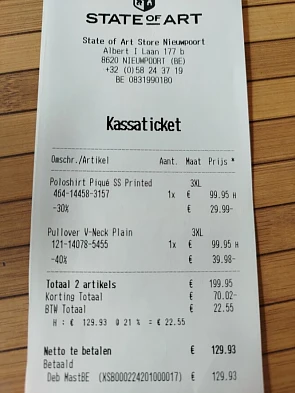 STATE OF ART
State of Art Store Nieuwpoort
Albert I Laan 177 b
8620 NIEUWPOORT (BE)
+32 (0)58 24 37 19
BE 0831990180
Kassaticket
Omschr./Artikel Aant. Maat Prijs *
Poloshirt Piqué SS Printed 3XL
464-14458-3157 1x € 99.95 H
-30% € 29.99-
Pullover V-Neck Plain 3XL
121-14078-5455 1x € 99.95 H
-40% € 39.98-
Totaal 2 artikels € 199.95
Korting Totaal € 70.02-
BTW Totaal € 22.55
H : € 129.93 @ 21 % = € 22.55
Netto te betalen € 129.93
Betaald
Deb MastBE (XSB000224201000017) € 129.93